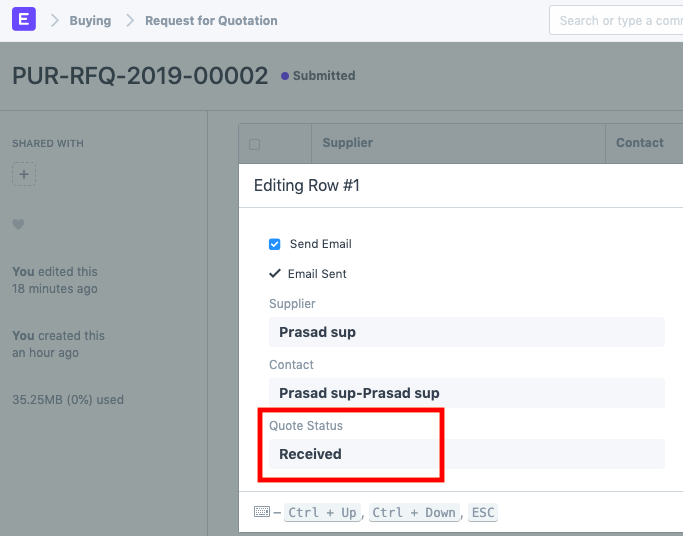 E Buying Request for Quotation Search or type a comm
PUR-RFQ-2019-00002 Submitted
SHARED WITH
+
You edited this
18 minutes ago
You created this
an hour ago
35.25MB (0%) used
Supplier Contact
Editing Row #1
Send Email
Email Sent
Supplier
Prasad sup
Contact
Prasad sup-Prasad sup
Quote Status
Received
– Ctrl + Up, Ctrl + Down, ESC